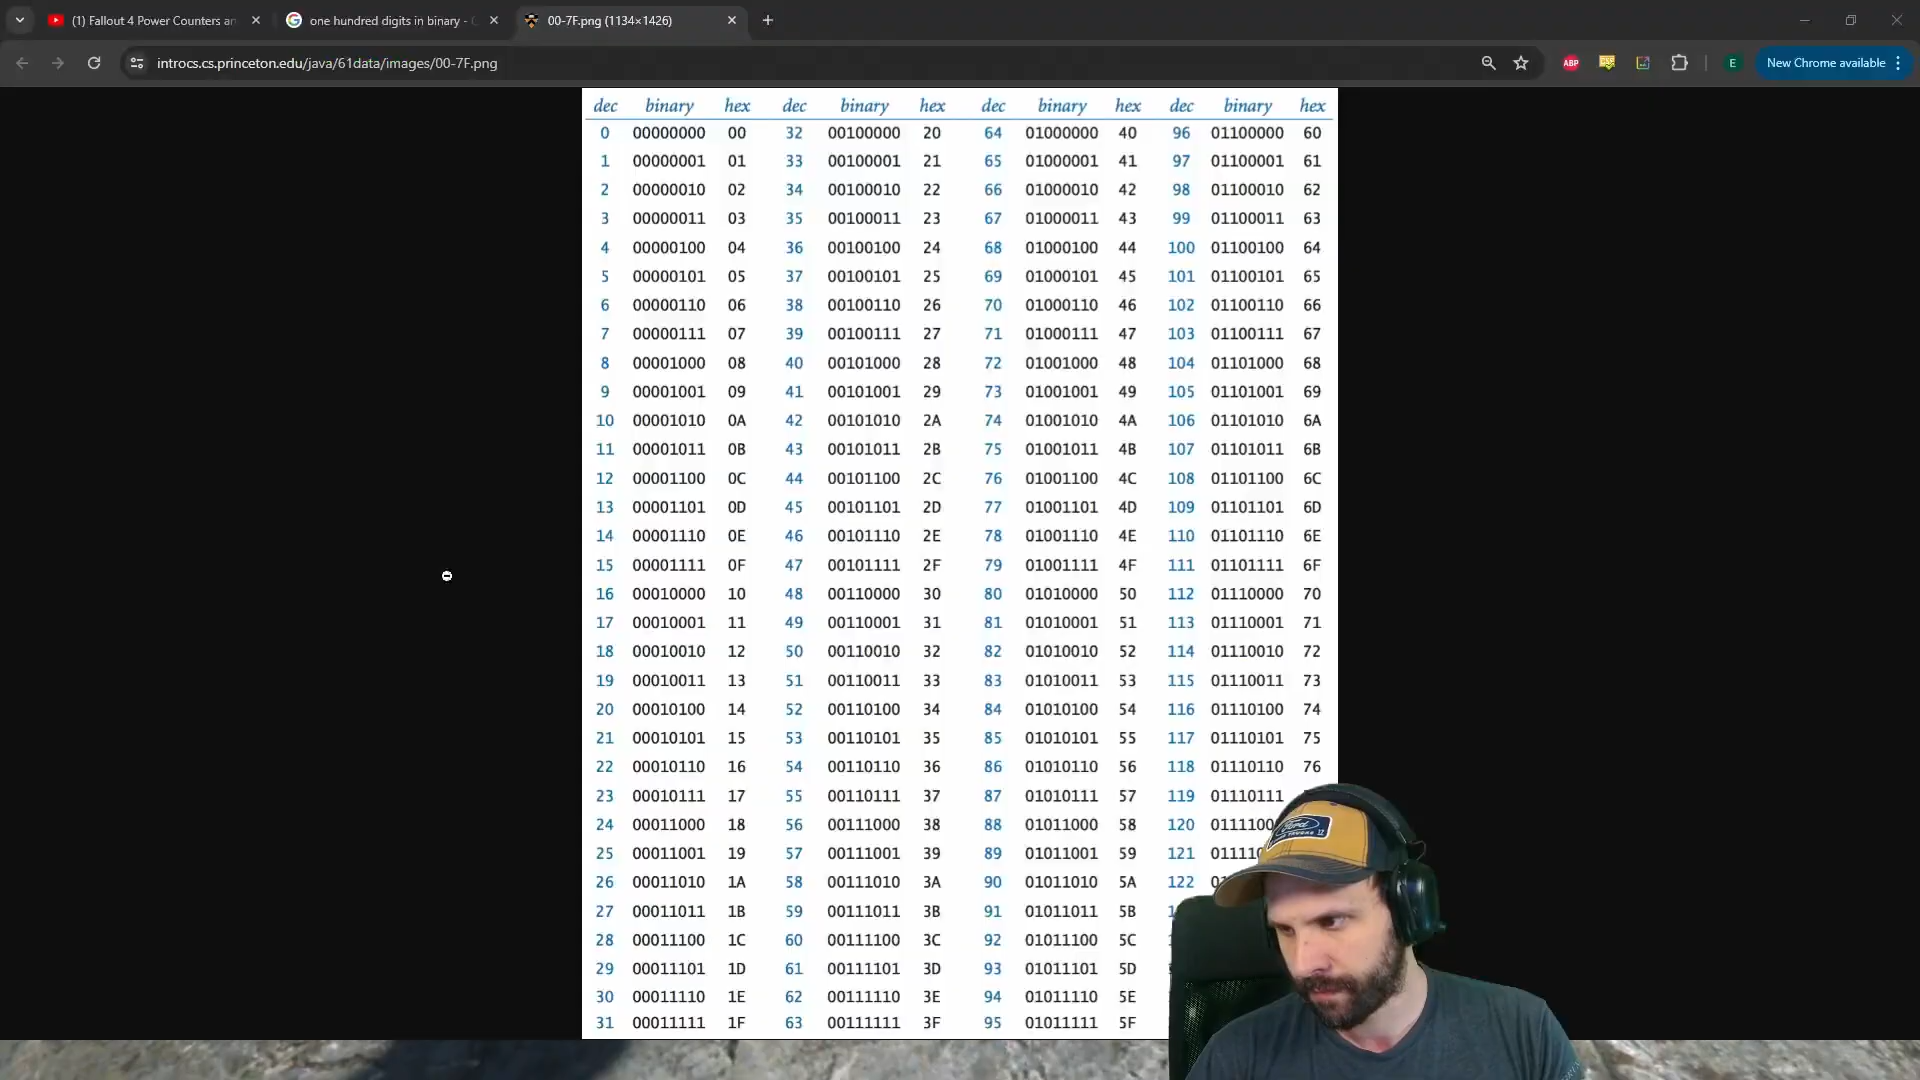 (1) Fallout 4 Power Counters an
one hundred digits in binary - G
00-7F.png (1134×1426)
introcs.cs.princeton.edu/java/61data/images/00-7F.png
ABP
E
New Chrome available
dec binary hex dec binary hex dec binary hex dec binary hex
0 00000000 00 32 00100000 20 64 01000000 40 96 01100000 60
1 00000001 01 33 00100001 21 65 01000001 41 97 01100001 61
2 00000010 02 34 00100010 22 66 01000010 42 98 01100010 62
3 00000011 03 35 00100011 23 67 01000011 43 99 01100011 63
4 00000100 04 36 00100100 24 68 01000100 44 100 01100100 64
5 00000101 05 37 00100101 25 69 01000101 45 101 01100101 65
6 00000110 06 38 00100110 26 70 01000110 46 102 01100110 66
7 00000111 07 39 00100111 27 71 01000111 47 103 01100111 67
8 00001000 08 40 00101000 28 72 01001000 48 104 01101000 68
9 00001001 09 41 00101001 29 73 01001001 49 105 01101001 69
10 00001010 0A 42 00101010 2A 74 01001010 4A 106 01101010 6A
11 00001011 0B 43 00101011 2B 75 01001011 4B 107 01101011 6B
12 00001100 0C 44 00101100 2C 76 01001100 4C 108 01101100 6C
13 00001101 0D 45 00101101 2D 77 01001101 4D 109 01101101 6D
14 00001110 0E 46 00101110 2E 78 01001110 4E 110 01101110 6E
15 00001111 0F 47 00101111 2F 79 01001111 4F 111 01101111 6F
16 00010000 10 48 00110000 30 80 01010000 50 112 01110000 70
17 00010001 11 49 00110001 31 81 01010001 51 113 01110001 71
18 00010010 12 50 00110010 32 82 01010010 52 114 01110010 72
19 00010011 13 51 00110011 33 83 01010011 53 115 01110011 73
20 00010100 14 52 00110100 34 84 01010100 54 116 01110100 74
21 00010101 15 53 00110101 35 85 01010101 55 117 01110101 75
22 00010110 16 54 00110110 36 86 01010110 56 118 01110110 76
23 00010111 17 55 00110111 37 87 01010111 57 119 01110111
24 00011000 18 56 00111000 38 88 01011000 58 120 0111100
25 00011001 19 57 00111001 39 89 01011001 59 121 01111
26 00011010 1A 58 00111010 3A 90 01011010 5A 122
27 00011011 1B 59 00111011 3B 91 01011011 5B
28 00011100 1C 60 00111100 3C 92 01011100 5C
29 00011101 1D 61 00111101 3D 93 01011101 5D
30 00011110 1E 62 00111110 3E 94 01011110 5E
31 00011111 1F 63 00111111 3F 95 01011111 5F
Ford